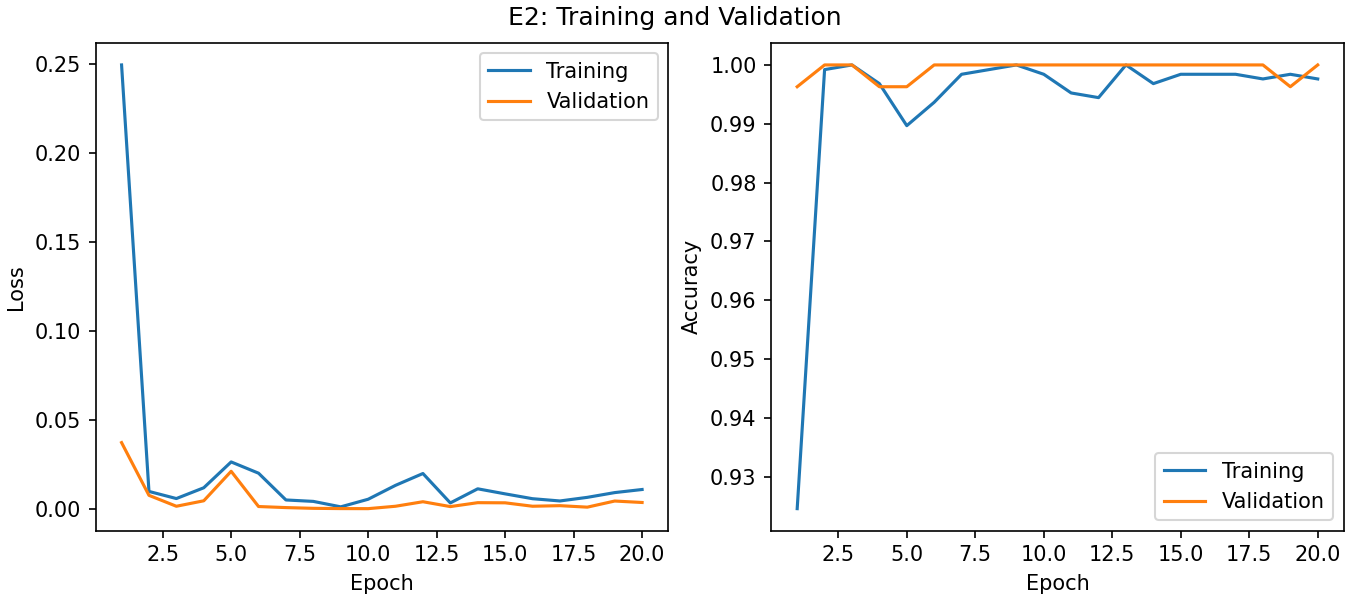 E2: Training and Validation
0.25
0.20
0.15
0.10
0.05
0.00
Loss
2.5 5.0 7.5 10.0 12.5 15.0 17.5 20.0
Epoch
Training
Validation
1.00
0.99
0.98
0.97
0.96
0.95
0.94
0.93
Accuracy
2.5 5.0 7.5 10.0 12.5 15.0 17.5 20.0
Epoch
Training
Validation